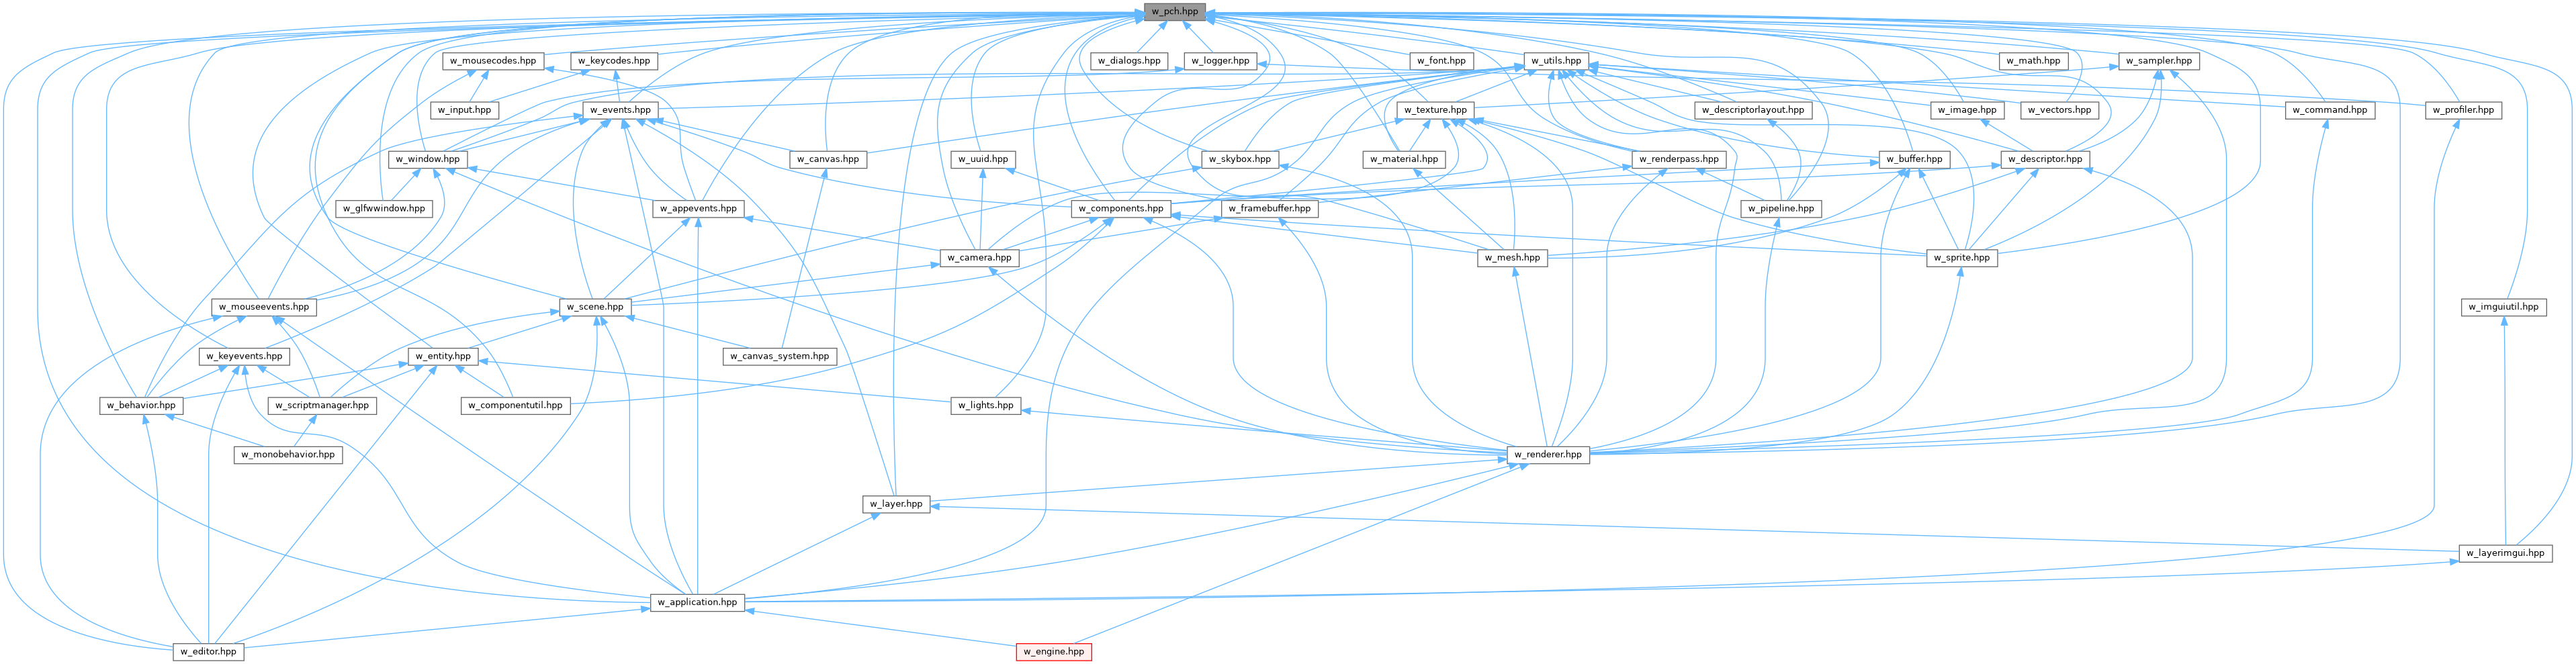 w_pch.hpp
w_mousecodes.hpp
w_keycodes.hpp
w_dialogs.hpp
w_logger.hpp
w_font.hpp
w_utils.hpp
w_math.hpp
w_sampler.hpp
w_input.hpp
w_events.hpp
w_texture.hpp
w_descriptorlayout.hpp
w_image.hpp
w_vectors.hpp
w_command.hpp
w_profiler.hpp
w_window.hpp
w_canvas.hpp
w_uuid.hpp
w_skybox.hpp
w_material.hpp
w_renderpass.hpp
w_buffer.hpp
w_descriptor.hpp
w_glfwwindow.hpp
w_appevents.hpp
w_components.hpp
w_framebuffer.hpp
w_pipeline.hpp
w_camera.hpp
w_mesh.hpp
w_sprite.hpp
w_mouseevents.hpp
w_scene.hpp
w_imguiutil.hpp
w_keyevents.hpp
w_entity.hpp
w_canvas_system.hpp
w_behavior.hpp
w_scriptmanager.hpp
w_componentutil.hpp
w_lights.hpp
w_monobehavior.hpp
w_renderer.hpp
w_layer.hpp
w_layerimgui.hpp
w_application.hpp
w_editor.hpp
w_engine.hpp